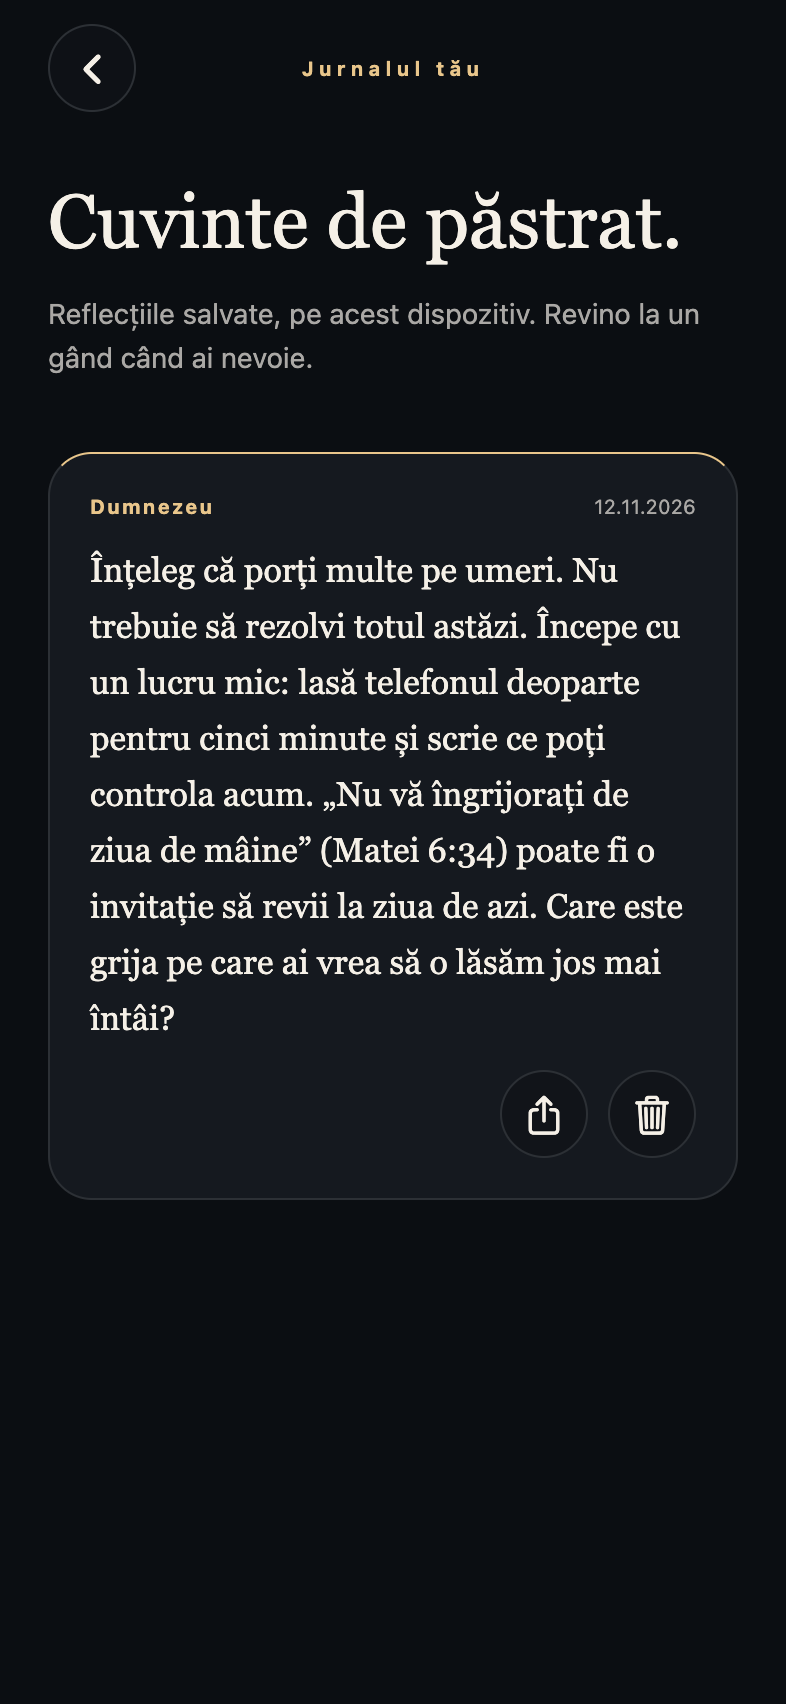 Jurnalul tău
Cuvinte de păstrat.
Reflecțiile salvate, pe acest dispozitiv. Revino la un
gând când ai nevoie.
Dumnezeu
12.11.2026
Înțeleg că porți multe pe umeri. Nu
trebuie să rezolvi totul astăzi. Începe cu
un lucru mic: lasă telefonul deoparte
pentru cinci minute și scrie ce poți
controla acum. „Nu vă îngrijorați de
ziua de mâine” (Matei 6:34) poate fi o
invitație să revii la ziua de azi. Care este
grija pe care ai vrea să o lăsăm jos mai
întâi?